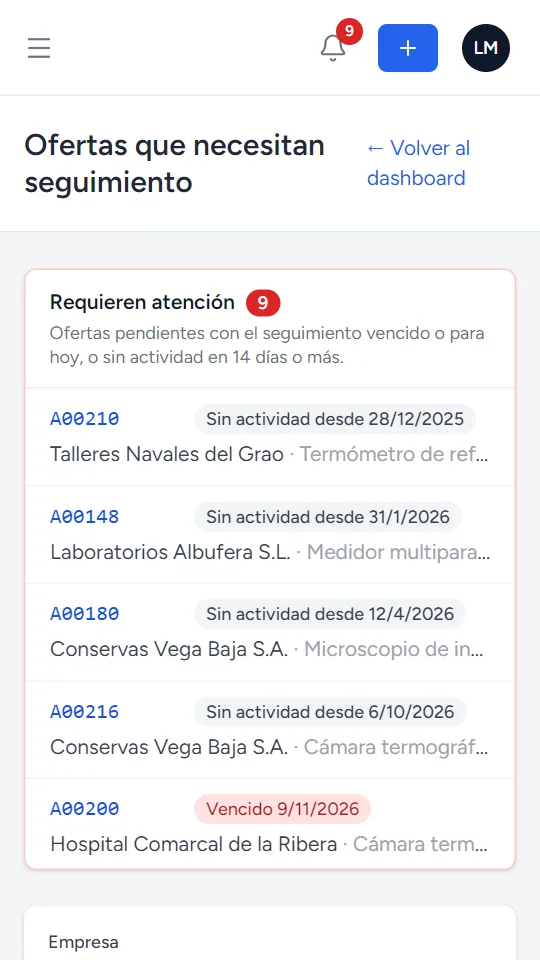 9
+
LM
Ofertas que necesitan
seguimiento
← Volver al
dashboard
Requieren atención 9
Ofertas pendientes con el seguimiento vencido o para
hoy, o sin actividad en 14 días o más.
A00210 Sin actividad desde 28/12/2025
Talleres Navales del Grao · Termómetro de ref...
A00148 Sin actividad desde 31/1/2026
Laboratorios Albufera S.L. · Medidor multipara...
A00180 Sin actividad desde 12/4/2026
Conservas Vega Baja S.A. · Microscopio de in...
A00216 Sin actividad desde 6/10/2026
Conservas Vega Baja S.A. · Cámara termográf...
A00200 Vencido 9/11/2026
Hospital Comarcal de la Ribera · Cámara term...
Empresa